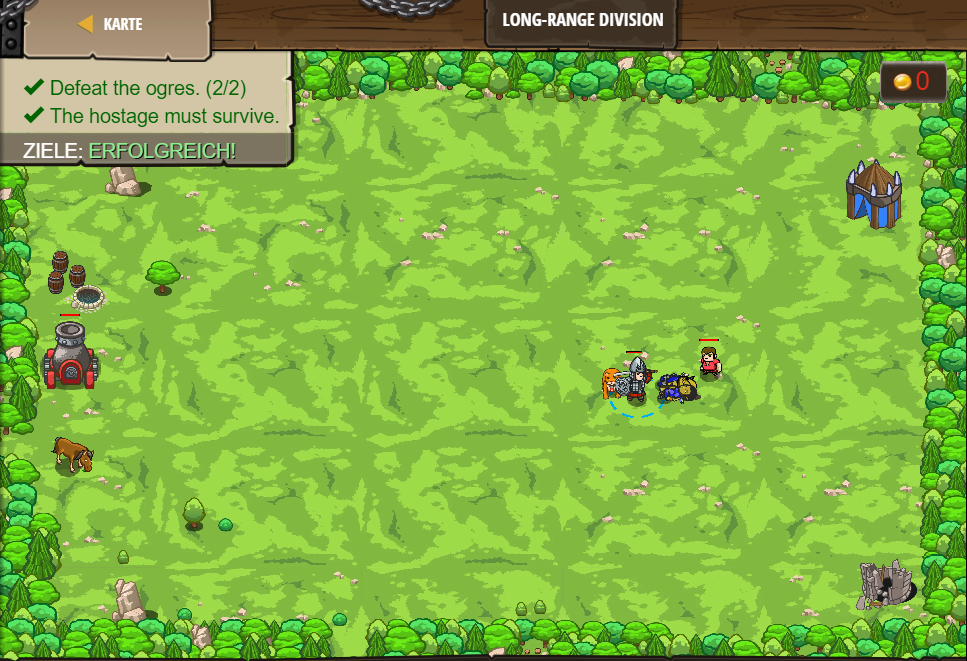 KARTE
LONG-RANGE DIVISION
Defeat the ogres. (2/2)
The hostage must survive.
ZIELE: ERFOLGREICH!
0